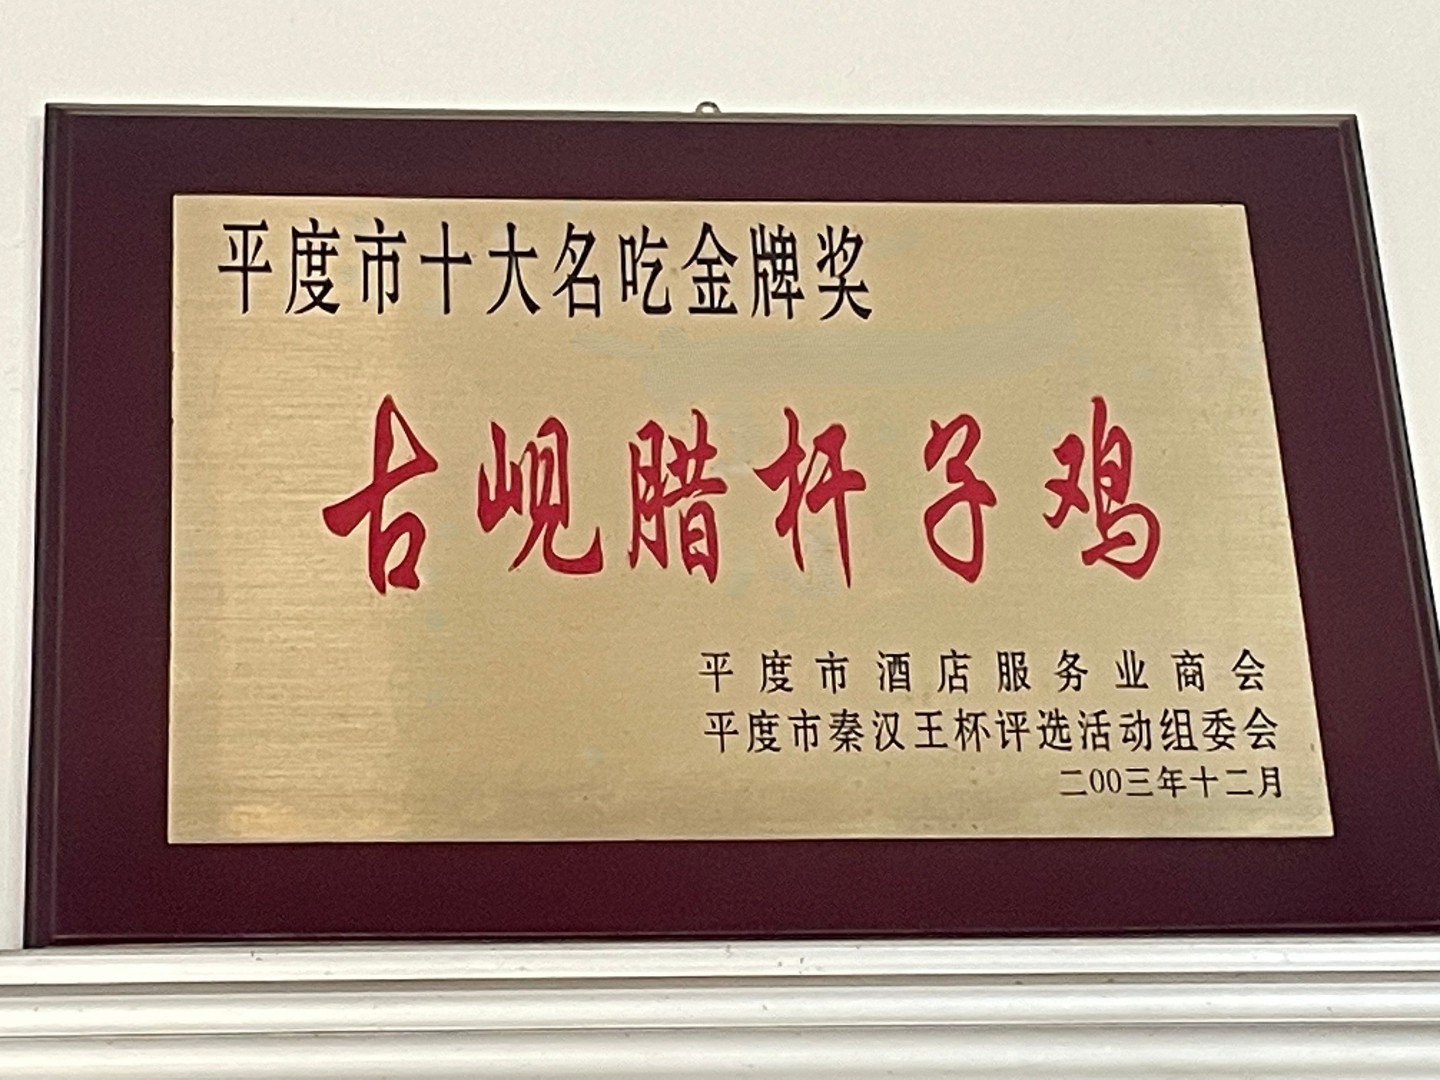 平度市十大名吃金牌奖
古岘腊杆子鸡
平度市酒店服务业商会
平度市秦汉王杯评选活动组委会
二00三年十二月